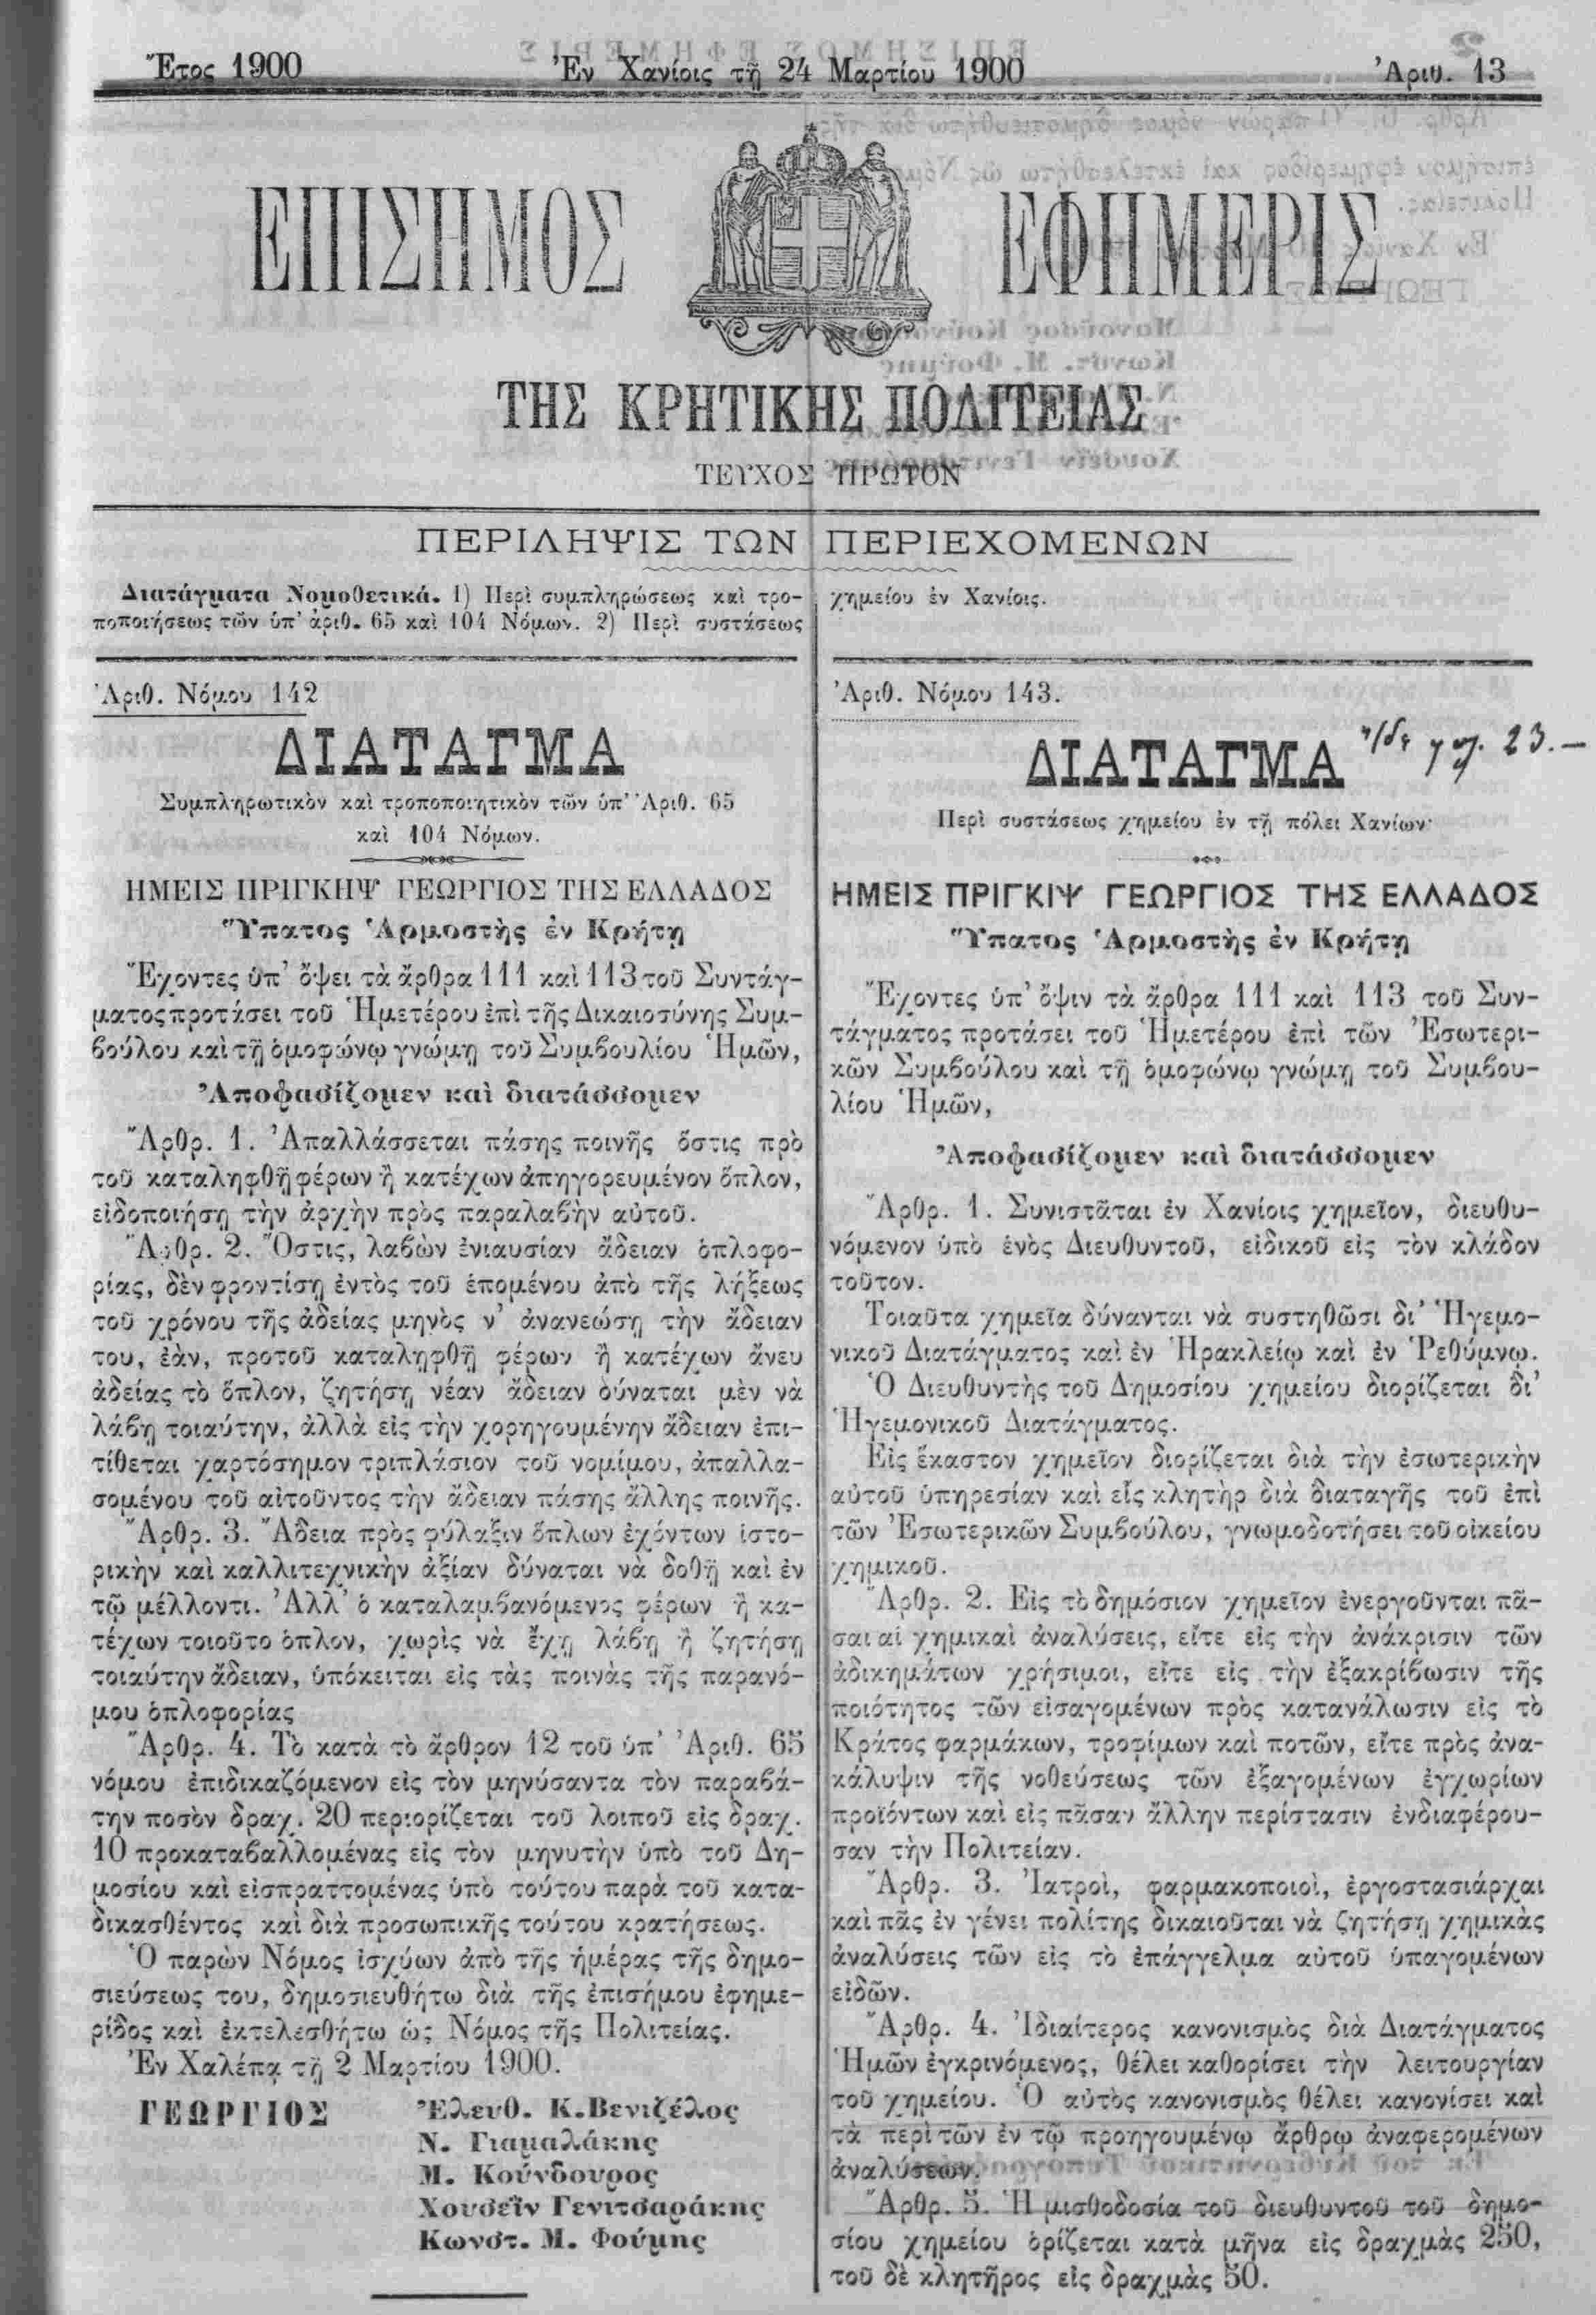 Ἔτος 1900
Ἐν Χανίοις τῇ 24 Μαρτίου 1900
Ἀριθ. 13
ΕΠΙΣΗΜΟΣ ΕΦΗΜΕΡΙΣ
ΤΗΣ ΚΡΗΤΙΚΗΣ ΠΟΛΙΤΕΙΑΣ
ΤΕΥΧΟΣ ΠΡΩΤΟΝ
ΠΕΡΙΛΗΨΙΣ ΤΩΝ ΠΕΡΙΕΧΟΜΕΝΩΝ
Διατάγματα Νομοθετικά. 1) Περὶ συμπληρώσεως καὶ τρο-
ποποιήσεως τῶν ὑπ' ἀριθ. 65 καὶ 104 Νόμων. 2) Περὶ συστάσεως
χημείου ἐν Χανίοις.
Ἀριθ. Νόμου 142
ΔΙΑΤΑΓΜΑ
Συμπληρωτικὸν καὶ τροποποιητικὸν τῶν ὑπ' Ἀριθ. 65
καὶ 104 Νόμων.
ΗΜΕΙΣ ΠΡΙΓΚΗΨ ΓΕΩΡΓΙΟΣ ΤΗΣ ΕΛΛΑΔΟΣ
Ὕπατος Ἁρμοστὴς ἐν Κρήτῃ
Ἔχοντες ὑπ' ὄψει τὰ ἄρθρα 111 καὶ 113 τοῦ Συντάγ-
ματος προτάσει τοῦ Ἡμετέρου ἐπὶ τῆς Δικαιοσύνης Συμ-
βούλου καὶ τῇ ὁμοφώνῳ γνώμῃ τοῦ Συμβουλίου Ἡμῶν,
Ἀποφασίζομεν καὶ διατάσσομεν
Ἄρθρ. 1. Ἀπαλλάσσεται πάσης ποινῆς ὅστις πρὸ
τοῦ καταληφθῇ φέρων ἢ κατέχων ἀπηγορευμένον ὅπλον,
εἰδοποιήσῃ τὴν ἀρχὴν πρὸς παραλαβὴν αὐτοῦ.
Ἄρθρ. 2. Ὅστις, λαβὼν ἐνιαυσίαν ἄδειαν ὁπλοφο-
ρίας, δὲν φροντίσῃ ἐντὸς τοῦ ἑπομένου ἀπὸ τῆς λήξεως
τοῦ χρόνου τῆς ἀδείας μηνὸς ν' ἀνανεώσῃ τὴν ἄδειαν
του, ἐὰν, προτοῦ καταληφθῇ φέρων ἢ κατέχων ἄνευ
ἀδείας τὸ ὅπλον, ζητήσῃ νέαν ἄδειαν δύναται μὲν νὰ
λάβῃ τοιαύτην, ἀλλὰ εἰς τὴν χορηγουμένην ἄδειαν ἐπι-
τίθεται χαρτόσημον τριπλάσιον τοῦ νομίμου, ἀπαλλα-
σομένου τοῦ αἰτοῦντος τὴν ἄδειαν πάσης ἄλλης ποινῆς.
Ἄρθρ. 3. Ἄδεια πρὸς φύλαξιν ὅπλων ἐχόντων ἱστο-
ρικὴν καὶ καλλιτεχνικὴν ἀξίαν δύναται νὰ δοθῇ καὶ ἐν
τῷ μέλλοντι. Ἀλλ' ὁ καταλαμβανόμενος φέρων ἢ κα-
τέχων τοιοῦτο ὅπλον, χωρὶς νὰ ἔχῃ λάβῃ ἢ ζητήσῃ
τοιαύτην ἄδειαν, ὑπόκειται εἰς τὰς ποινὰς τῆς παρανό-
μου ὁπλοφορίας
Ἄρθρ. 4. Τὸ κατὰ τὸ ἄρθρον 12 τοῦ ὑπ' Ἀριθ. 65
νόμου ἐπιδικαζόμενον εἰς τὸν μηνύσαντα τὸν παραβά-
την ποσὸν δραχ. 20 περιορίζεται τοῦ λοιποῦ εἰς δραχ.
10 προκαταβαλλομένας εἰς τὸν μηνυτὴν ὑπὸ τοῦ Δη-
μοσίου καὶ εἰσπραττομένας ὑπὸ τούτου παρὰ τοῦ κατα-
δικασθέντος καὶ διὰ προσωπικῆς τούτου κρατήσεως.
Ὁ παρὼν Νόμος ἰσχύων ἀπὸ τῆς ἡμέρας τῆς δημο-
σιεύσεως του, δημοσιευθήτω διὰ τῆς ἐπισήμου ἐφημε-
ρίδος καὶ ἐκτελεσθήτω ὡς Νόμος τῆς Πολιτείας.
Ἐν Χαλέπᾳ τῇ 2 Μαρτίου 1900.
ΓΕΩΡΓΙΟΣ
Ἐλευθ. Κ. Βενιζέλος
Ν. Γιαμαλάκης
Μ. Κούνδουρος
Χουσεῒν Γενιτσαράκης
Κωνστ. Μ. Φούμης
Ἀριθ. Νόμου 143.
ΔΙΑΤΑΓΜΑ
23.—
Περὶ συστάσεως χημείου ἐν τῇ πόλει Χανίων·
ΗΜΕΙΣ ΠΡΙΓΚΙΨ ΓΕΩΡΓΙΟΣ ΤΗΣ ΕΛΛΑΔΟΣ
Ὕπατος Ἁρμοστὴς ἐν Κρήτῃ
Ἔχοντες ὑπ' ὄψιν τὰ ἄρθρα 111 καὶ 113 τοῦ Συν-
τάγματος προτάσει τοῦ Ἡμετέρου ἐπὶ τῶν Ἐσωτερι-
κῶν Συμβούλου καὶ τῇ ὁμοφώνῳ γνώμῃ τοῦ Συμβου-
λίου Ἡμῶν,
Ἀποφασίζομεν καὶ διατάσσομεν
Ἄρθρ. 1. Συνιστᾶται ἐν Χανίοις χημεῖον, διευθυ-
νόμενον ὑπὸ ἑνὸς Διευθυντοῦ, εἰδικοῦ εἰς τὸν κλάδον
τοῦτον.
Τοιαῦτα χημεῖα δύνανται νὰ συστηθῶσι δι' Ἡγεμο-
νικοῦ Διατάγματος καὶ ἐν Ἡρακλείῳ καὶ ἐν Ῥεθύμνῳ.
Ὁ Διευθυντὴς τοῦ Δημοσίου χημείου διορίζεται δι'
Ἡγεμονικοῦ Διατάγματος.
Εἰς ἕκαστον χημεῖον διορίζεται διὰ τὴν ἐσωτερικὴν
αὐτοῦ ὑπηρεσίαν καὶ εἷς κλητὴρ διὰ διαταγῆς τοῦ ἐπὶ
τῶν Ἐσωτερικῶν Συμβούλου, γνωμοδοτήσει τοῦ οἰκείου
χημικοῦ.
Ἄρθρ. 2. Εἰς τὸ δημόσιον χημεῖον ἐνεργοῦνται πᾶ-
σαι αἱ χημικαὶ ἀναλύσεις, εἴτε εἰς τὴν ἀνάκρισιν τῶν
ἀδικημάτων χρήσιμοι, εἴτε εἰς τὴν ἐξακρίβωσιν τῆς
ποιότητος τῶν εἰσαγομένων πρὸς κατανάλωσιν εἰς τὸ
Κράτος φαρμάκων, τροφίμων καὶ ποτῶν, εἴτε πρὸς ἀνα-
κάλυψιν τῆς νοθεύσεως τῶν ἐξαγομένων ἐγχωρίων
προϊόντων καὶ εἰς πᾶσαν ἄλλην περίστασιν ἐνδιαφέρου-
σαν τὴν Πολιτείαν.
Ἄρθρ. 3. Ἰατροὶ, φαρμακοποιοὶ, ἐργοστασιάρχαι
καὶ πᾶς ἐν γένει πολίτης δικαιοῦται νὰ ζητήσῃ χημικὰς
ἀναλύσεις τῶν εἰς τὸ ἐπάγγελμα αὐτοῦ ὑπαγομένων
εἰδῶν.
Ἄρθρ. 4. Ἰδιαίτερος κανονισμὸς διὰ Διατάγματος
Ἡμῶν ἐγκρινόμενος, θέλει καθορίσει τὴν λειτουργίαν
τοῦ χημείου. Ὁ αὐτὸς κανονισμὸς θέλει κανονίσει καὶ
τὰ περὶ τῶν ἐν τῷ προηγουμένῳ ἄρθρῳ ἀναφερομένων
ἀναλύσεων.
Ἄρθρ. 5. Ἡ μισθοδοσία τοῦ διευθυντοῦ τοῦ δημο-
σίου χημείου ὁρίζεται κατὰ μῆνα εἰς δραχμὰς 250,
τοῦ δὲ κλητῆρος εἰς δραχμὰς 50.